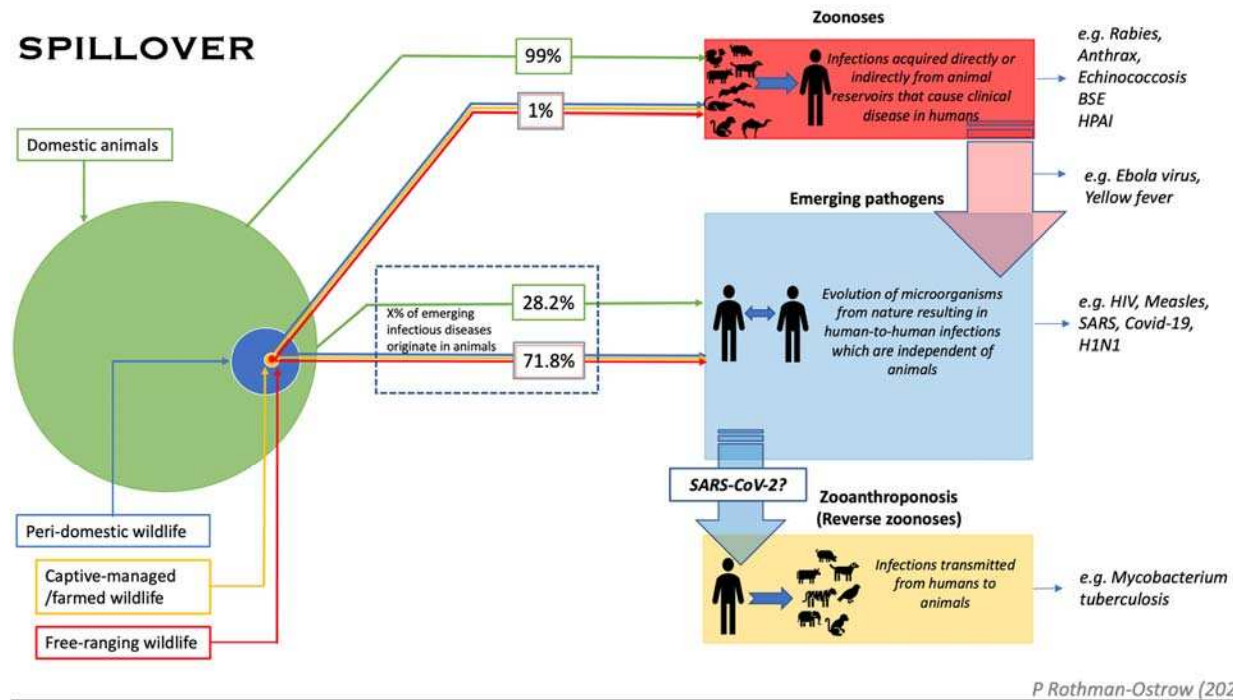 SPILLOVER
Domestic animals
Peri-domestic wildlife
Captive-managed
/farmed wildlife
Free-ranging wildlife
99%
1%
X% of emerging
infectious diseases
originate in animals
28.2%
71.8%
Zoonoses
Infections acquired directly or
indirectly from animal
reservoirs that cause clinical
disease in humans
e.g. Rabies,
Anthrax,
Echinococcosis
BSE
HPAI
e.g. Ebola virus,
Yellow fever
Emerging pathogens
Evolution of microorganisms
from nature resulting in
human-to-human infections
which are independent of
animals
e.g. HIV, Measles,
SARS, Covid-19,
H1N1
SARS-CoV-2?
Zooanthroponosis
(Reverse zoonoses)
Infections transmitted
from humans to
animals
e.g. Mycobacterium
tuberculosis
P Rothman-Ostrow (202